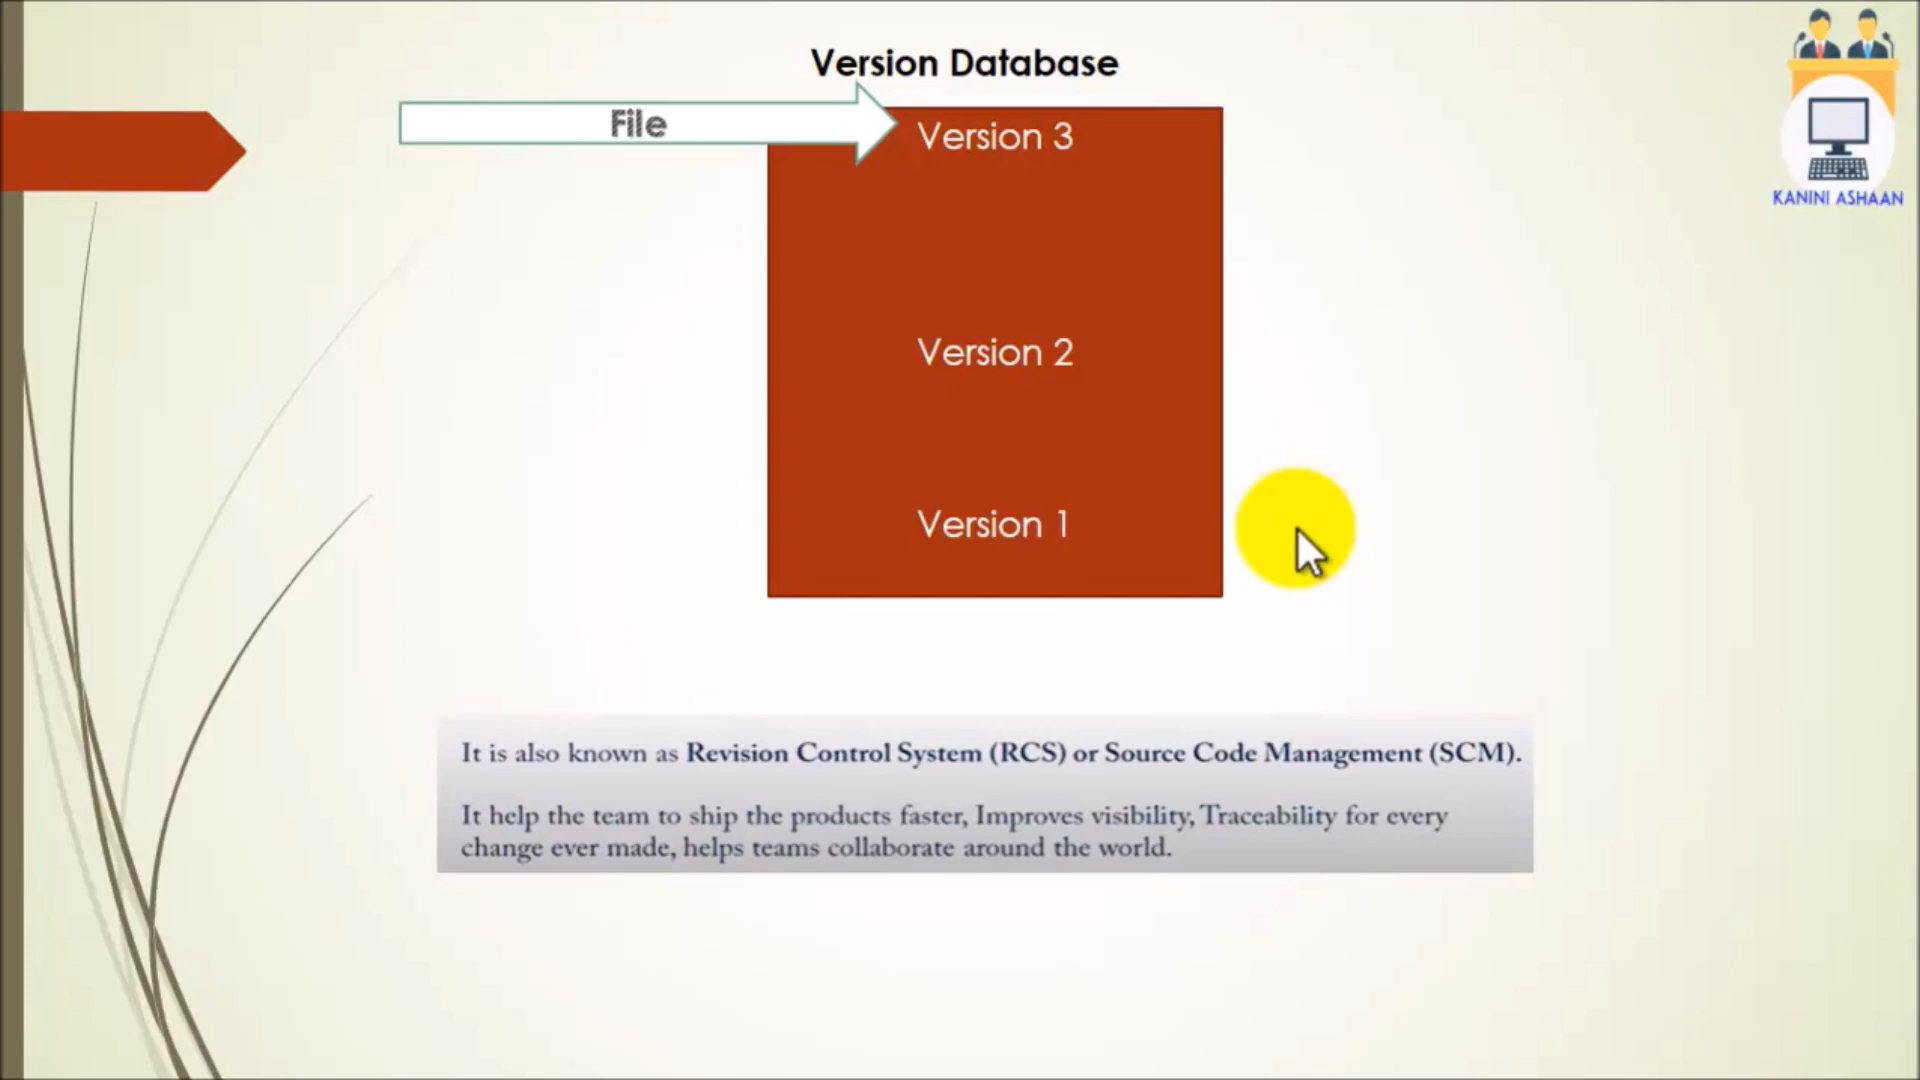 Version Database
File
Version 3
KANINI ASHAAN
Version 2
Version 1
It is also known as Revision Control System (RCS) or Source Code Management (SCM).
It help the team to ship the products faster, Improves visibility, Traceability for every
change ever made, helps teams collaborate around the world.